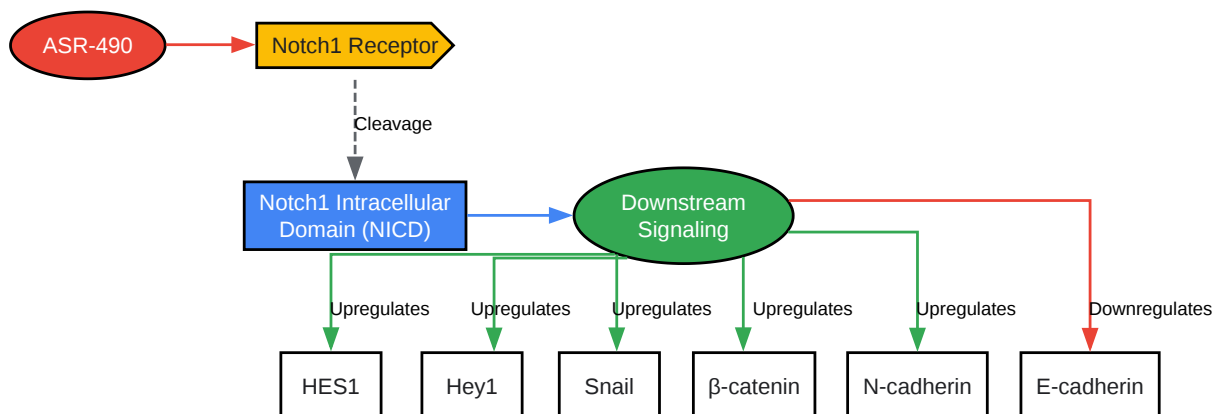 ASR-490
Notch1 Receptor
Cleavage
Notch1 Intracellular
Domain (NICD)
Downstream
Signaling
Upregulates
Upregulates
Upregulates
Upregulates
Upregulates
Downregulates
HES1
Hey1
Snail
β-catenin
N-cadherin
E-cadherin